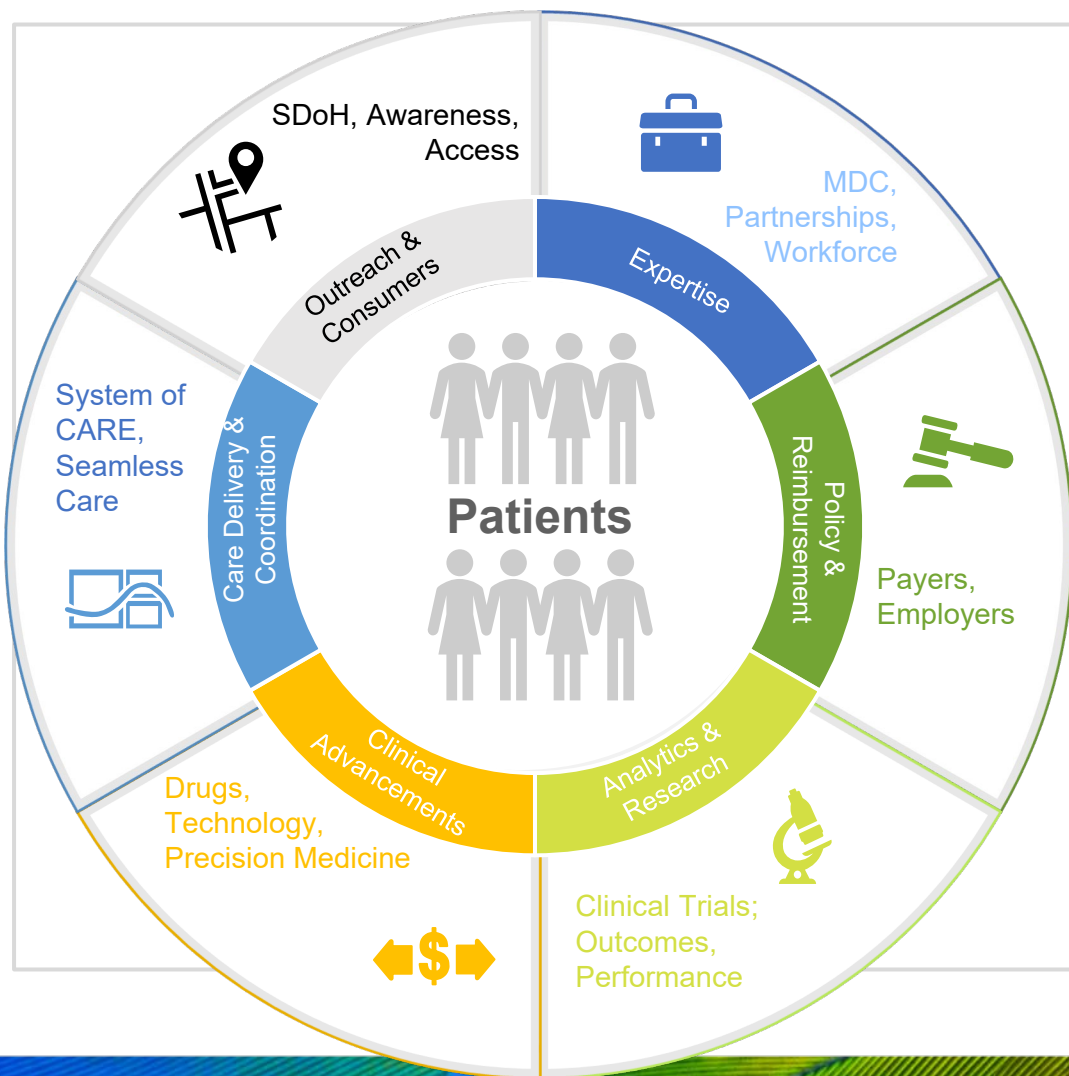 SDoH, Awareness,
Access
MDC,
Partnerships,
Workforce
Outreach &
Consumers
Expertise
System of
CARE,
Seamless
Care
Care Delivery &
Coordination
Patients
Policy &
Reimbursement
Payers,
Employers
Clinical
Advancements
Analytics &
Research
Drugs,
Technology,
Precision Medicine
$
Clinical Trials;
Outcomes,
Performance